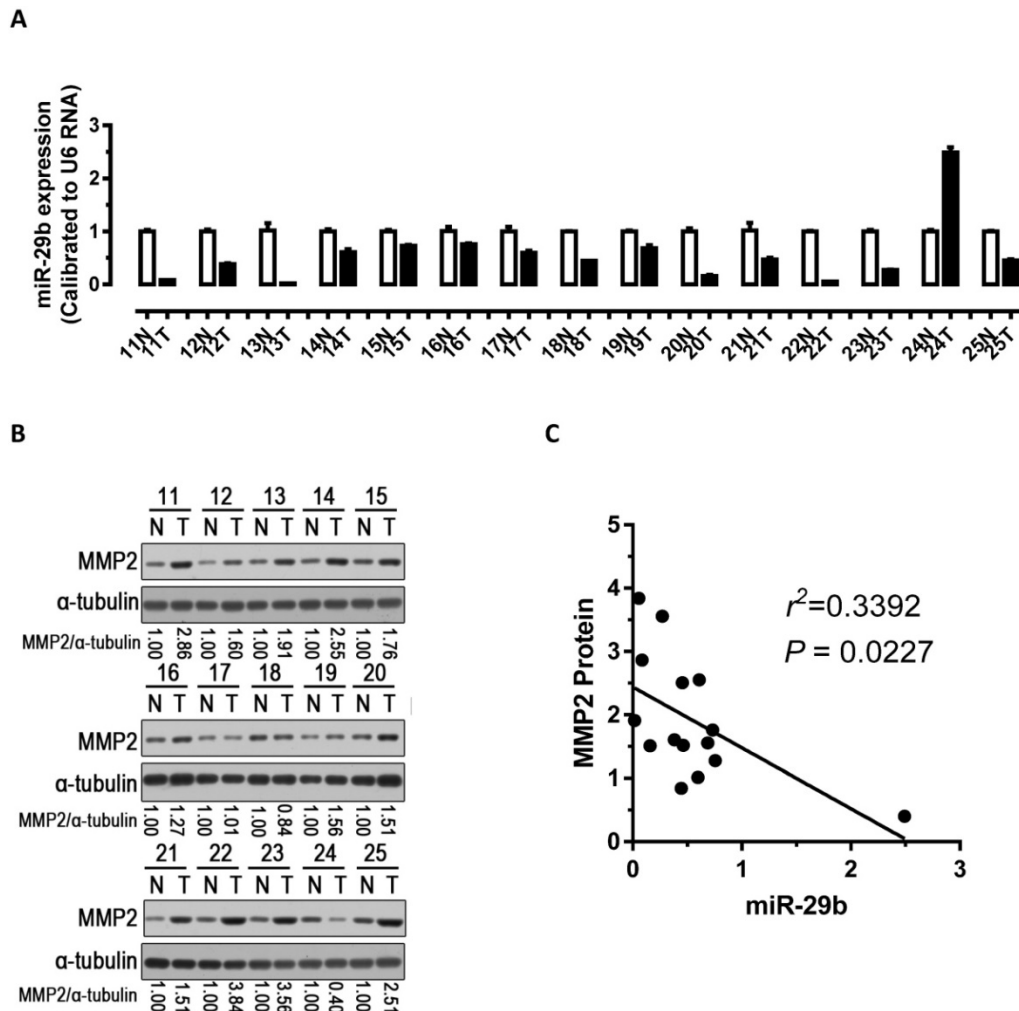 A
miR-29b expression
(Calibrated to U6 RNA)
3
2
1
0
11N 11T 12N 12T 13N 13T 14N 14T 15N 15T 16N 16T 17N 17T 18N 18T 19N 19T 20N 20T 21N 21T 22N 22T 23N 23T 24N 24T 25N 25T
B
11 12 13 14 15
N T N T N T N T N T
MMP2
α-tubulin
MMP2/α-tubulin 1.00 2.86 1.00 1.60 1.00 1.91 1.00 2.55 1.00 1.76
16 17 18 19 20
N T N T N T N T N T
MMP2
α-tubulin
MMP2/α-tubulin 1.00 1.27 1.00 1.01 1.00 0.84 1.00 1.56 1.00 1.51
21 22 23 24 25
N T N T N T N T N T
MMP2
α-tubulin
MMP2/α-tubulin 1.00 1.51 1.00 3.84 1.00 3.56 1.00 0.40 1.00 2.51
C
MMP2 Protein
5
4
3
2
1
0
r²=0.3392
P = 0.0227
0 1 2 3
miR-29b